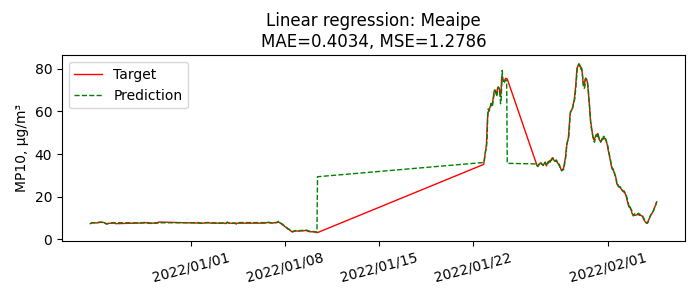 Linear regression: Meaipe
MAE=0.4034, MSE=1.2786
Target
Prediction
MP10, µg/m³
80
60
40
20
0
2022/01/01
2022/01/08
2022/01/15
2022/01/22
2022/02/01